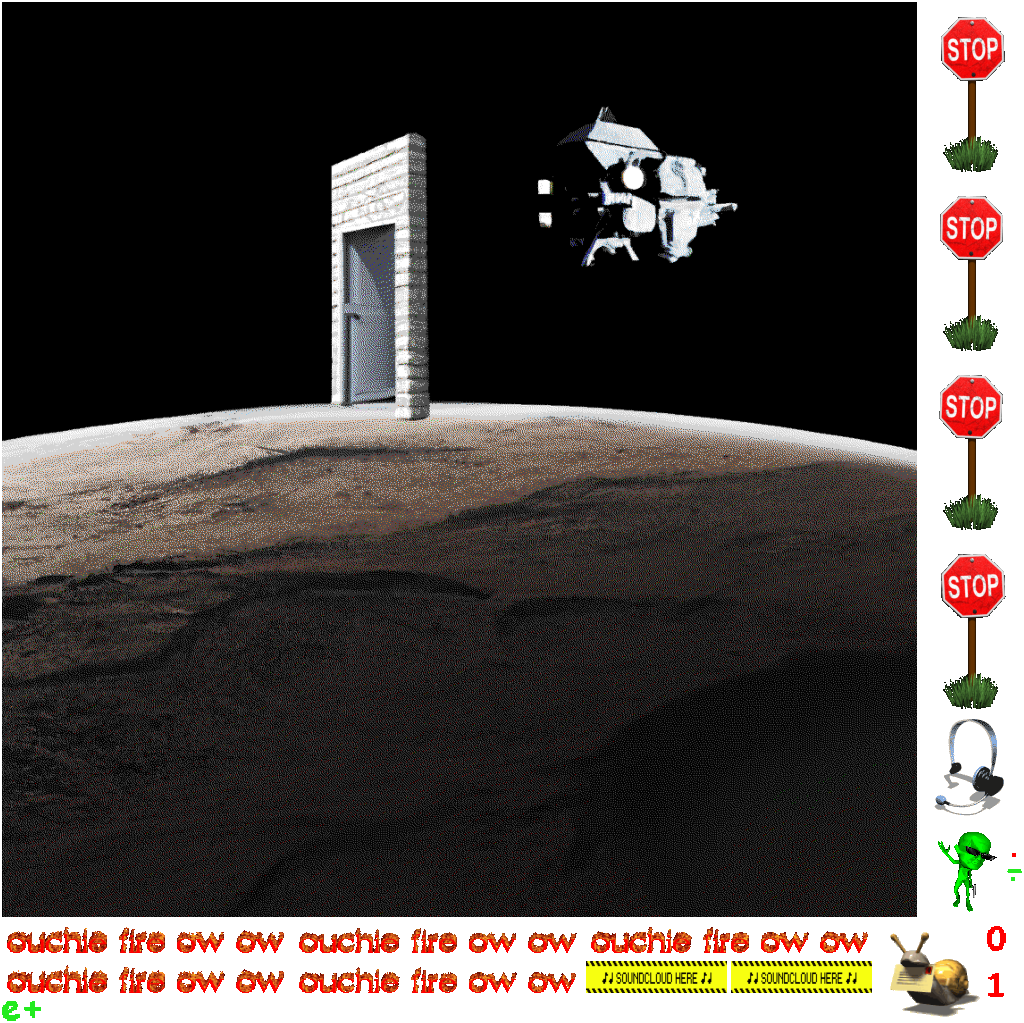 STOP
STOP
STOP
STOP
÷
ouchie fire ow ow ouchie fire ow ow ouchie fire ow ow
0
ouchie fire ow ow ouchie fire ow ow ♪♪ SOUNDCLOUD HERE ♪♪ ♪♪ SOUNDCLOUD HERE ♪♪
1
e+